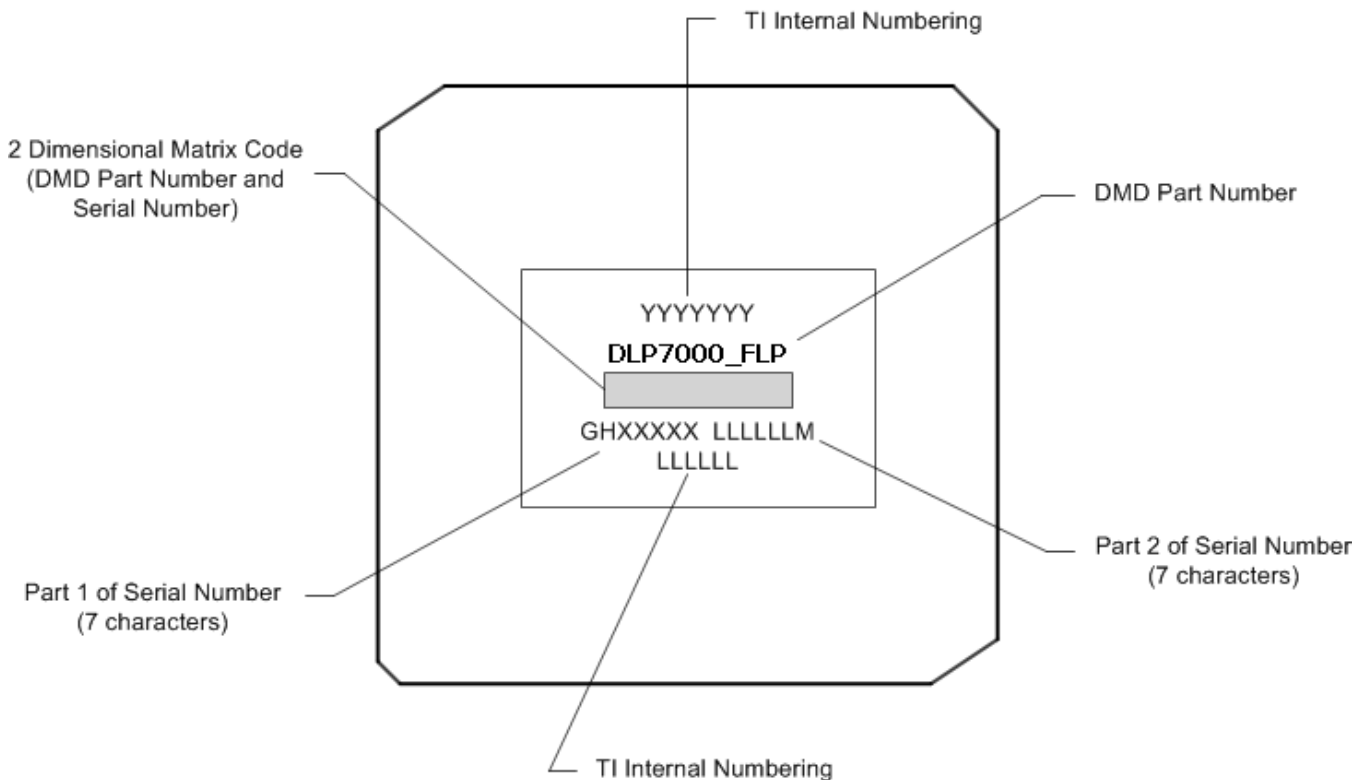 TI Internal Numbering
2 Dimensional Matrix Code
(DMD Part Number and
Serial Number)
DMD Part Number
YYYYYYY
DLP7000_FLP
GHXXXXX LLLLLLM
LLLLLL
Part 2 of Serial Number
(7 characters)
Part 1 of Serial Number
(7 characters)
TI Internal Numbering